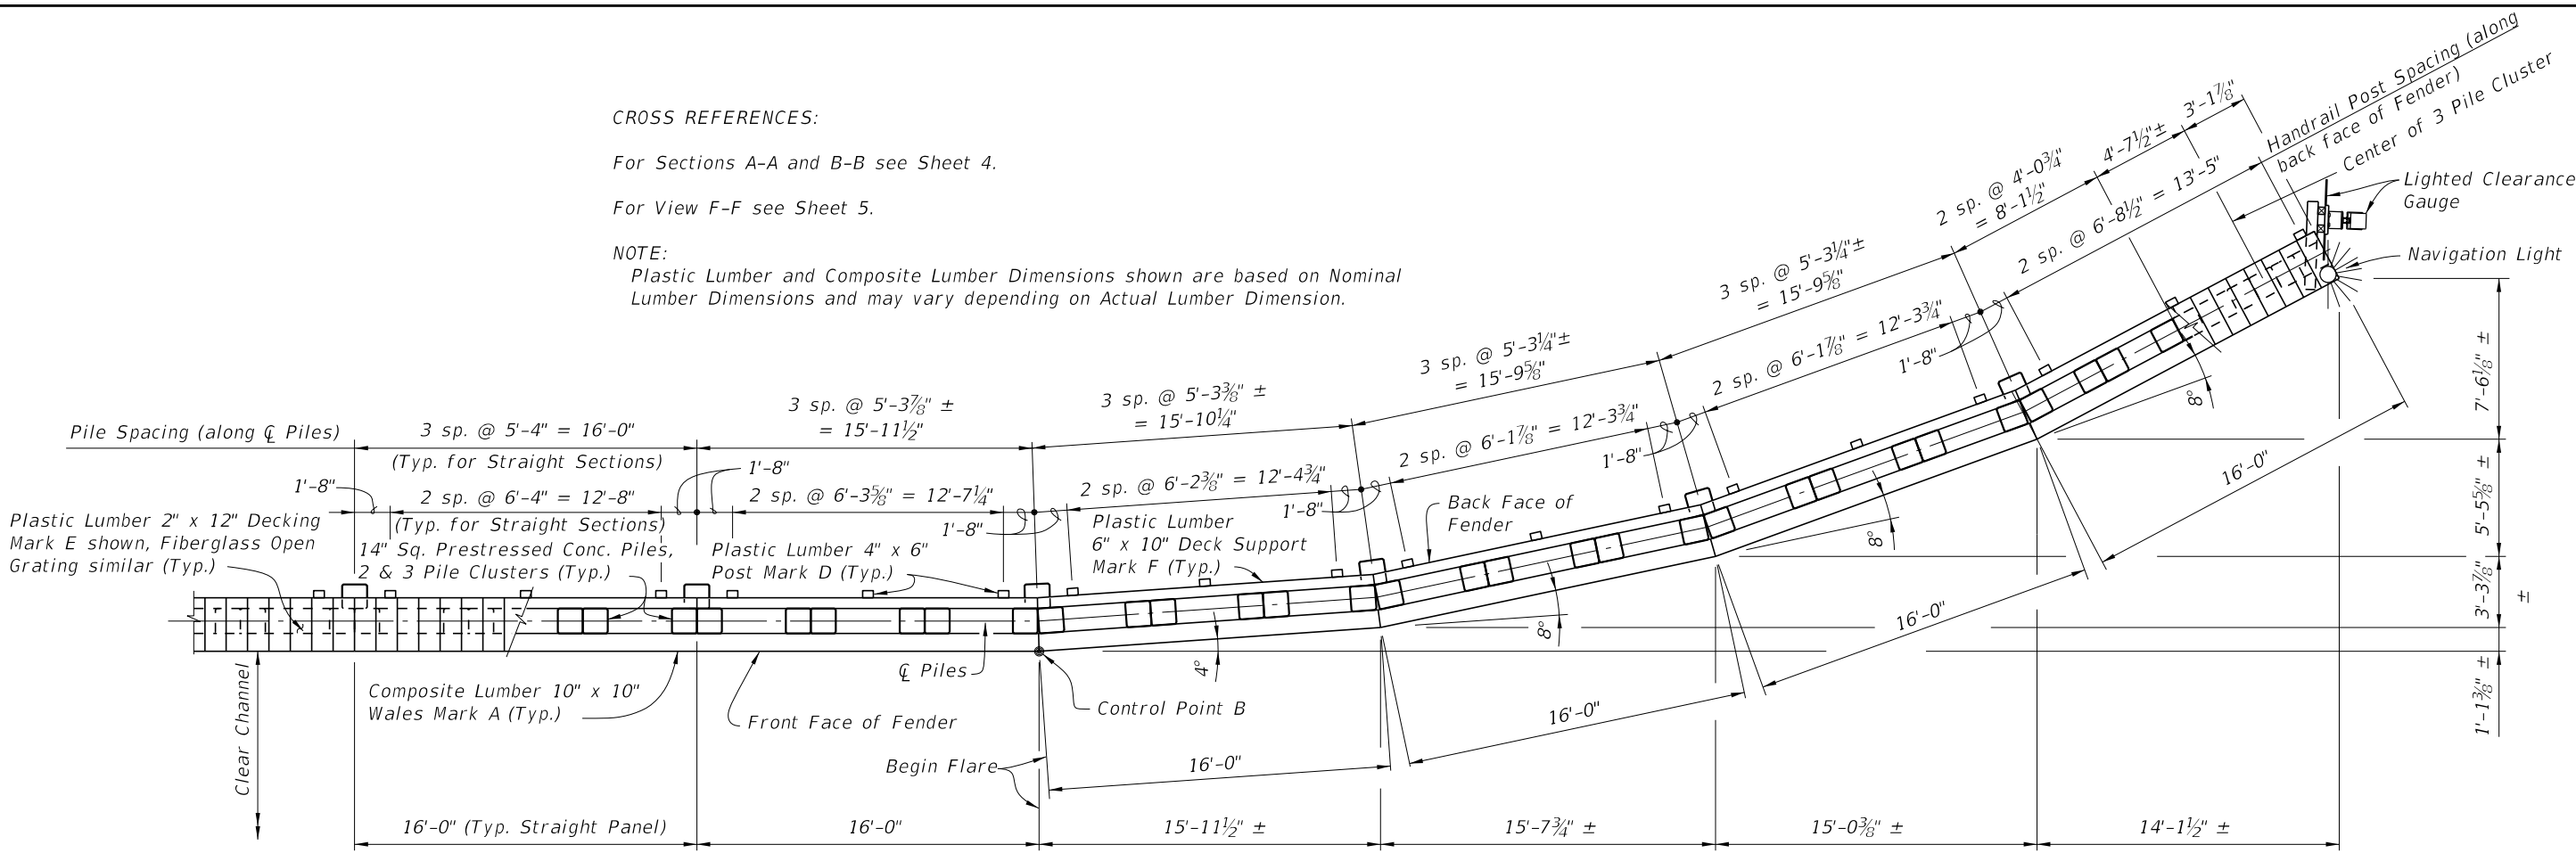 CROSS REFERENCES:
For Sections A-A and B-B see Sheet 4.
For View F-F see Sheet 5.
NOTE:
Plastic Lumber and Composite Lumber Dimensions shown are based on Nominal
Lumber Dimensions and may vary depending on Actual Lumber Dimension.
Handrail Post Spacing (along
back face of Fender)
Center of 3 Pile Cluster
Lighted Clearance
Gauge
Navigation Light
3'-1⅞"
4'-7½"±
2 sp. @ 4'-0¾"
= 8'-1½"
2 sp. @ 6'-8½" = 13'-5"
3 sp. @ 5'-3¼"±
= 15'-9⅝"
2 sp. @ 6'-1⅞" = 12'-3¾"
1'-8"
3 sp. @ 5'-3¼"±
= 15'-9⅝"
2 sp. @ 6'-1⅞" = 12'-3¾"
1'-8"
3 sp. @ 5'-3⅜" ±
= 15'-10¼"
2 sp. @ 6'-2⅜" = 12'-4¾"
1'-8"
3 sp. @ 5'-3⅞" ±
= 15'-11½"
1'-8"
2 sp. @ 6'-3⅝" = 12'-7¼"
1'-8"
Pile Spacing (along ℄ Piles)
3 sp. @ 5'-4" = 16'-0"
(Typ. for Straight Sections)
1'-8"
2 sp. @ 6'-4" = 12'-8"
(Typ. for Straight Sections)
Plastic Lumber 2" x 12" Decking
Mark E shown, Fiberglass Open
Grating similar (Typ.)
14" Sq. Prestressed Conc. Piles,
2 & 3 Pile Clusters (Typ.)
Plastic Lumber 4" x 6"
Post Mark D (Typ.)
Plastic Lumber
6" x 10" Deck Support
Mark F (Typ.)
Back Face of
Fender
4°
8°
8°
8°
7'-6⅛" ±
5'-5⅝" ±
3'-3⅞"
±
1'-1⅜" ±
℄ Piles
Composite Lumber 10" x 10"
Wales Mark A (Typ.)
Front Face of Fender
Control Point B
Begin Flare
Clear Channel
16'-0"
16'-0"
16'-0"
16'-0"
16'-0" (Typ. Straight Panel)
16'-0"
15'-11½" ±
15'-7¾" ±
15'-0⅜" ±
14'-1½" ±